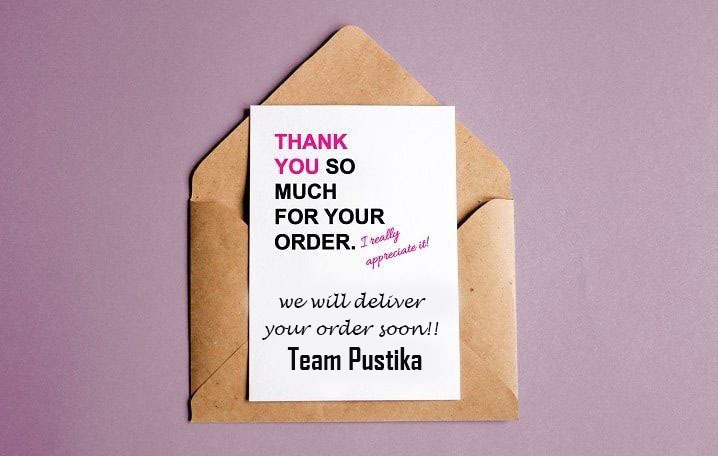 THANK
YOU SO
MUCH
FOR YOUR
ORDER.
I really
appreciate it!
we will deliver
your order soon!!
Team Pustika